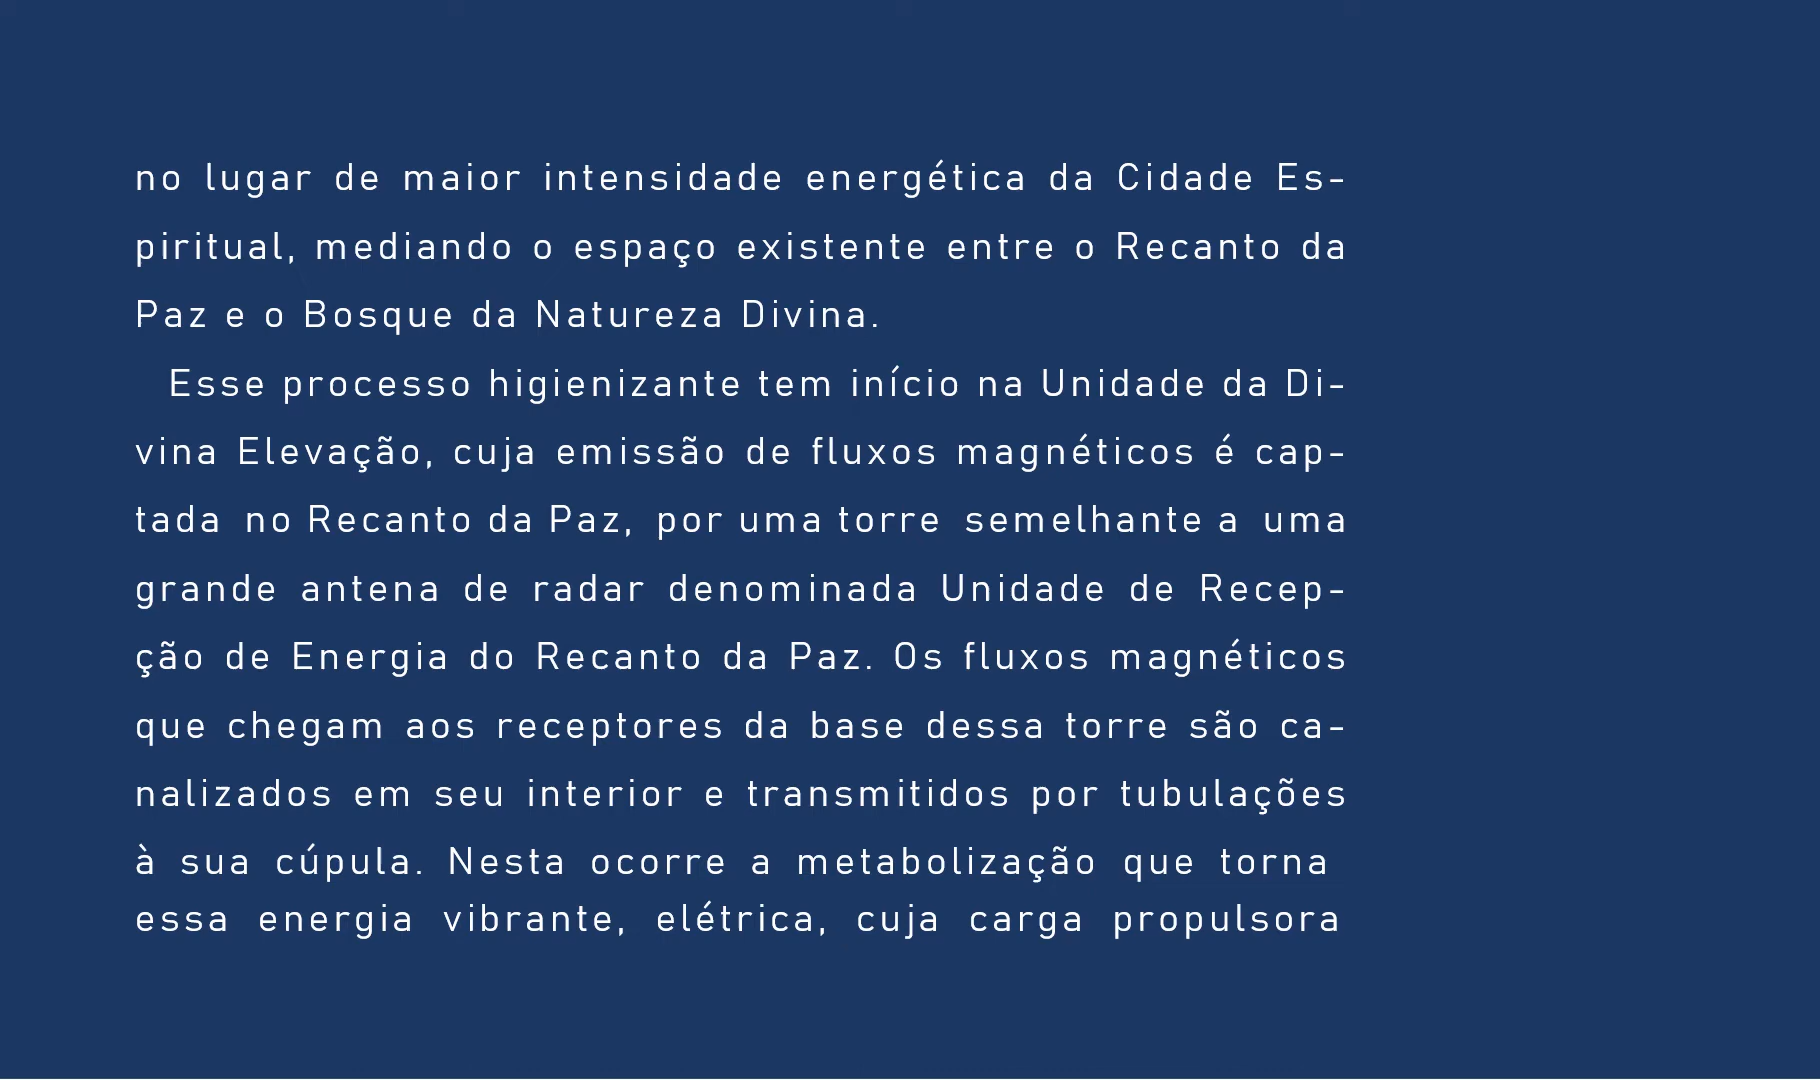 no lugar de maior intensidade energética da Cidade Es-
piritual, mediando o espaço existente entre o Recanto da
Paz e o Bosque da Natureza Divina.
Esse processo higienizante tem início na Unidade da Di-
vina Elevação, cuja emissão de fluxos magnéticos é cap-
tada no Recanto da Paz, por uma torre semelhante a uma
grande antena de radar denominada Unidade de Recep-
ção de Energia do Recanto da Paz. Os fluxos magnéticos
que chegam aos receptores da base dessa torre são ca-
nalizados em seu interior e transmitidos por tubulações
à sua cúpula. Nesta ocorre a metabolização que torna
essa energia vibrante, elétrica, cuja carga propulsora